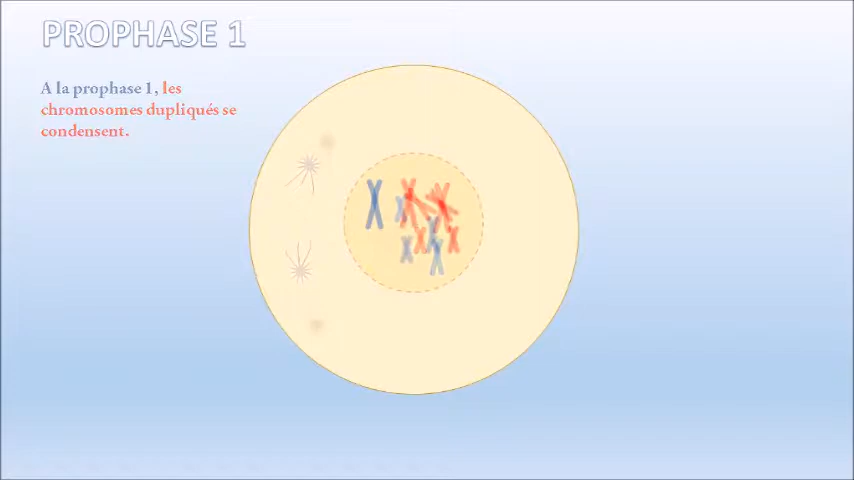 PROPHASE 1
A la prophase 1, les
chromosomes dupliqués se
condensent.